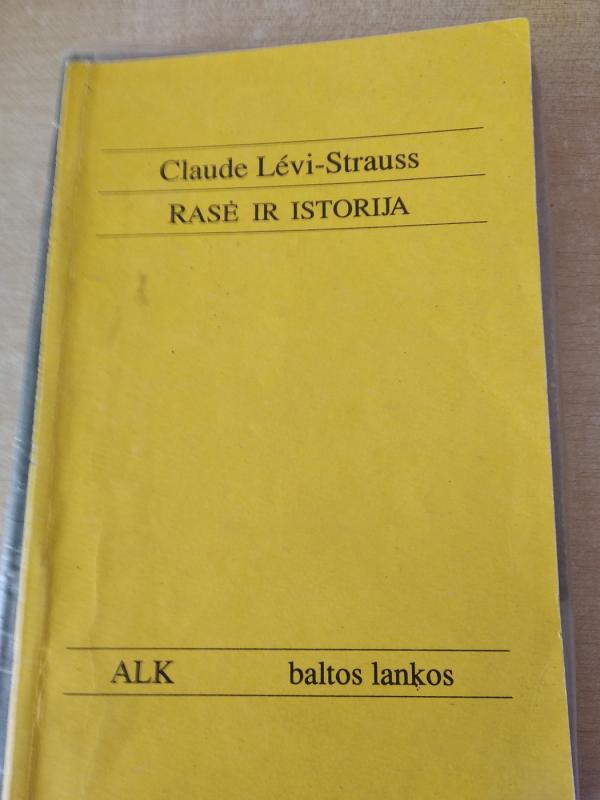 Claude Lévi-Strauss
RASĖ IR ISTORIJA
ALK baltos lankos